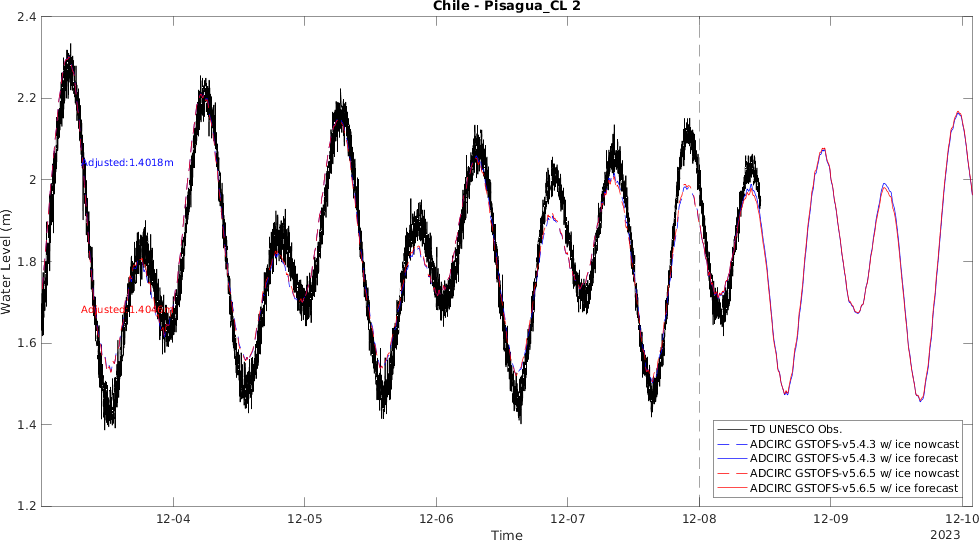 Chile - Pisagua_CL 2
2.4
2.2
2
1.8
1.6
1.4
1.2
Water Level (m)
Adjusted:1.4018m
TD UNESCO Obs.
ADCIRC GSTOFS-v5.4.3 w/ ice nowcast
ADCIRC GSTOFS-v5.4.3 w/ ice forecast
ADCIRC GSTOFS-v5.6.5 w/ ice nowcast
ADCIRC GSTOFS-v5.6.5 w/ ice forecast
12-04
12-05
12-06
12-07
12-08
12-09
12-10
Time
2023